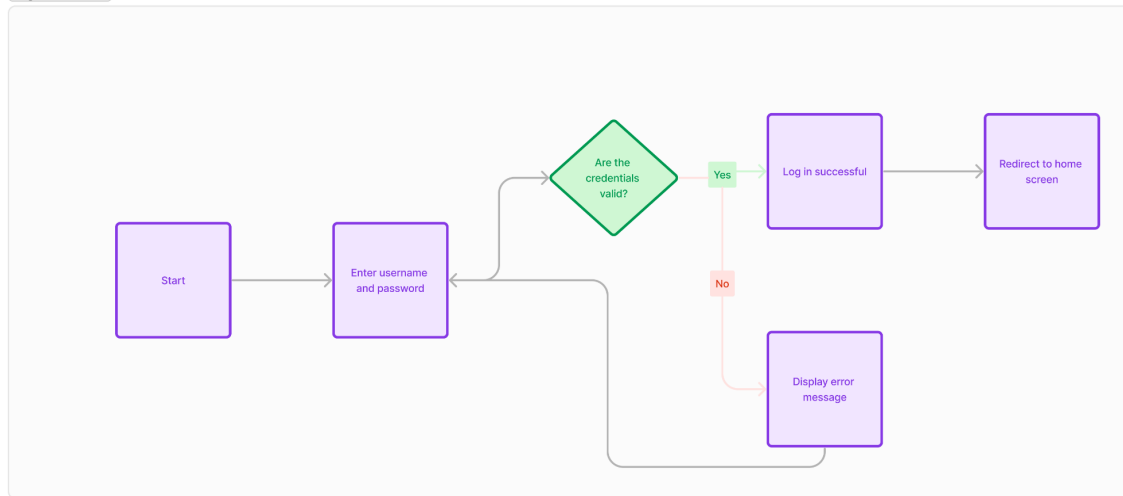 Start
Enter username
and password
Are the
credentials
valid?
Yes
No
Log in successful
Redirect to home
screen
Display error
message